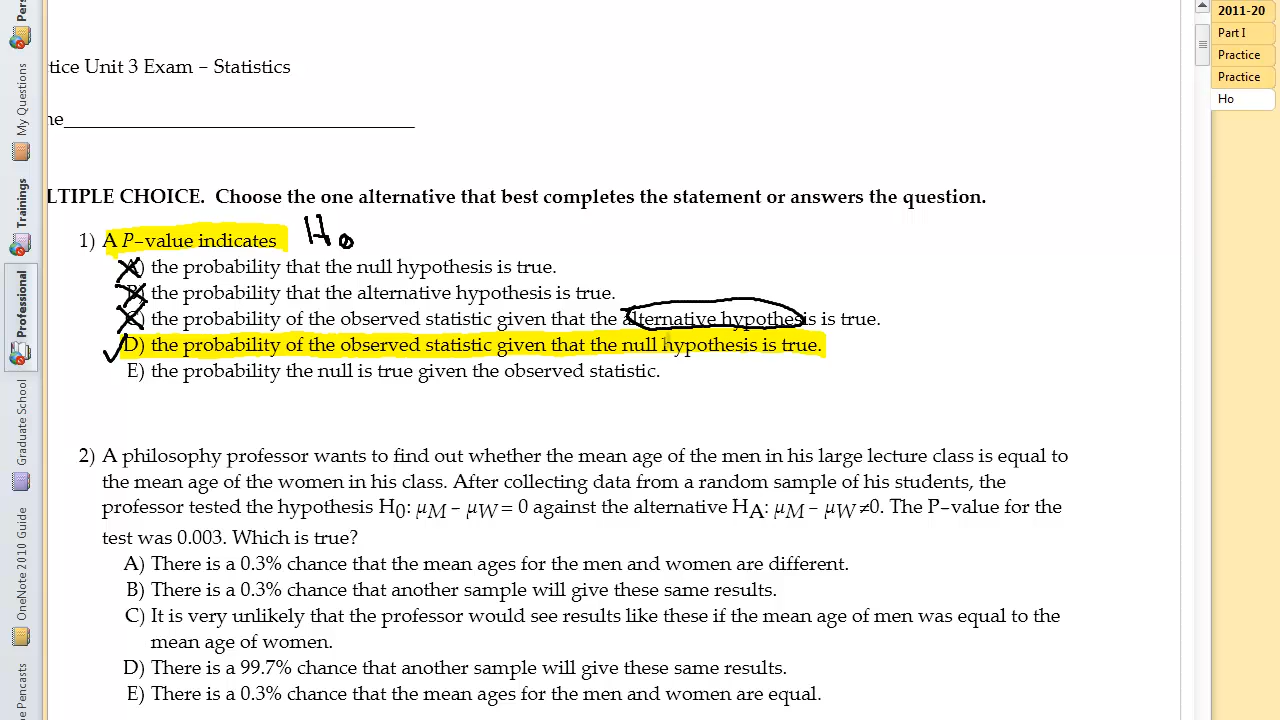 Pers
My Questions
Trainings
Professional
Graduate School
OneNote 2010 Guide
e Pencasts
2011-20
Part I
Practice
Practice
Ho
tice Unit 3 Exam – Statistics
me________________________________
LTIPLE CHOICE. Choose the one alternative that best completes the statement or answers the question.
1) A P–value indicates H₀
A) the probability that the null hypothesis is true.
B) the probability that the alternative hypothesis is true.
C) the probability of the observed statistic given that the alternative hypothesis is true.
D) the probability of the observed statistic given that the null hypothesis is true.
E) the probability the null is true given the observed statistic.
2) A philosophy professor wants to find out whether the mean age of the men in his large lecture class is equal to
the mean age of the women in his class. After collecting data from a random sample of his students, the
professor tested the hypothesis H₀: μM – μW = 0 against the alternative HA: μM – μW ≠0. The P–value for the
test was 0.003. Which is true?
A) There is a 0.3% chance that the mean ages for the men and women are different.
B) There is a 0.3% chance that another sample will give these same results.
C) It is very unlikely that the professor would see results like these if the mean age of men was equal to the
mean age of women.
D) There is a 99.7% chance that another sample will give these same results.
E) There is a 0.3% chance that the mean ages for the men and women are equal.